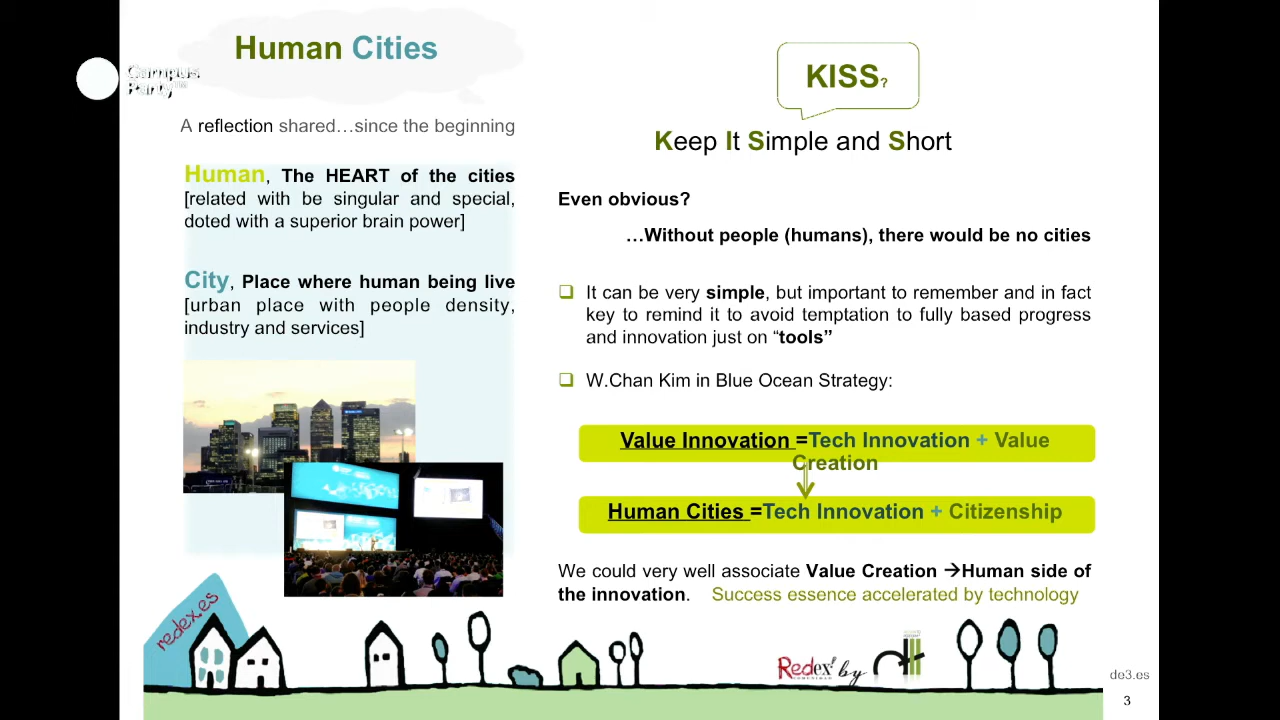 Human Cities
Campus
Party™
A reflection shared…since the beginning
Human, The HEART of the cities
[related with be singular and special,
doted with a superior brain power]
City, Place where human being live
[urban place with people density,
industry and services]
KISS?
Keep It Simple and Short
Even obvious?
…Without people (humans), there would be no cities
❑ It can be very simple, but important to remember and in fact
key to remind it to avoid temptation to fully based progress
and innovation just on “tools”
❑ W.Chan Kim in Blue Ocean Strategy:
Value Innovation =Tech Innovation + Value
Creation
Human Cities =Tech Innovation + Citizenship
We could very well associate Value Creation →Human side of
the innovation. Success essence accelerated by technology
redex.es
Redex by
de3.es
3